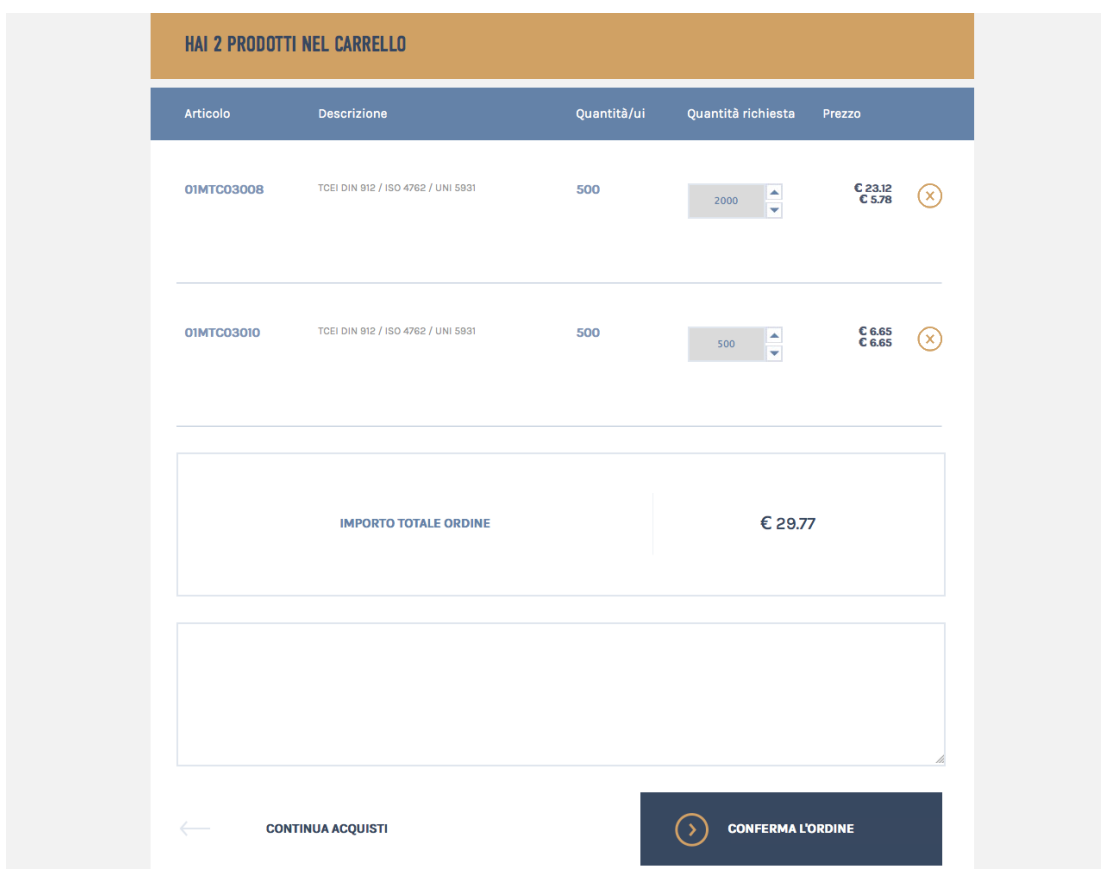 HAI 2 PRODOTTI NEL CARRELLO
Articolo Descrizione Quantità/ui Quantità richiesta Prezzo
01MTC03008 TCEI DIN 912 / ISO 4762 / UNI 5931 500 2000 € 23.12
€ 5.78
01MTC03010 TCEI DIN 912 / ISO 4762 / UNI 5931 500 500 € 6.65
€ 6.65
IMPORTO TOTALE ORDINE € 29.77
CONTINUA ACQUISTI CONFERMA L'ORDINE